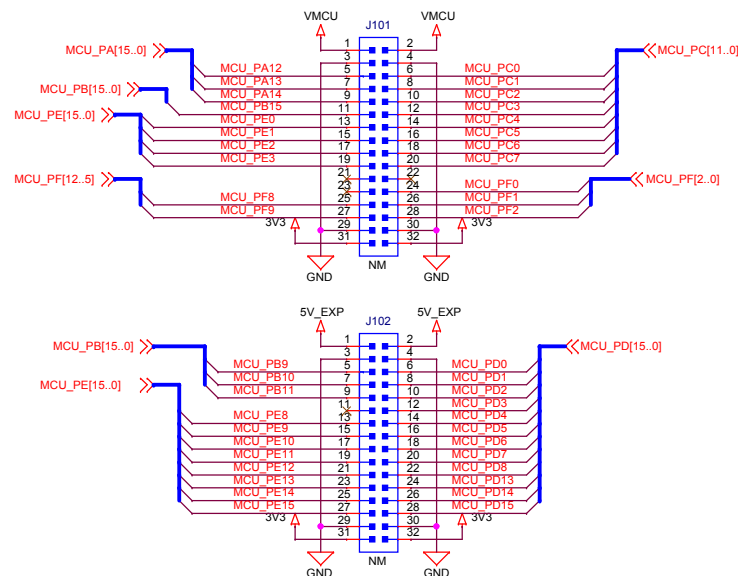 VMCU J101 VMCU
MCU_PA[15..0] 1 2 MCU_PC[11..0]
3 4
MCU_PA12 5 6 MCU_PC0
MCU_PA13 7 8 MCU_PC1
MCU_PB[15..0] MCU_PA14 9 10 MCU_PC2
MCU_PB15 11 12 MCU_PC3
MCU_PE[15..0] MCU_PE0 13 14 MCU_PC4
MCU_PE1 15 16 MCU_PC5
MCU_PE2 17 18 MCU_PC6
MCU_PE3 19 20 MCU_PC7
MCU_PF[12..5] 21 22 MCU_PF[2..0]
23 24 MCU_PF0
MCU_PF8 25 26 MCU_PF1
MCU_PF9 27 28 MCU_PF2
3V3 29 30 3V3
31 32
GND NM GND
5V_EXP J102 5V_EXP
MCU_PB[15..0] 1 2 MCU_PD[15..0]
3 4
MCU_PB9 5 6 MCU_PD0
MCU_PE[15..0] MCU_PB10 7 8 MCU_PD1
MCU_PB11 9 10 MCU_PD2
11 12 MCU_PD3
MCU_PE8 13 14 MCU_PD4
MCU_PE9 15 16 MCU_PD5
MCU_PE10 17 18 MCU_PD6
MCU_PE11 19 20 MCU_PD7
MCU_PE12 21 22 MCU_PD8
MCU_PE13 23 24 MCU_PD13
MCU_PE14 25 26 MCU_PD14
MCU_PE15 27 28 MCU_PD15
3V3 29 30 3V3
31 32
GND NM GND